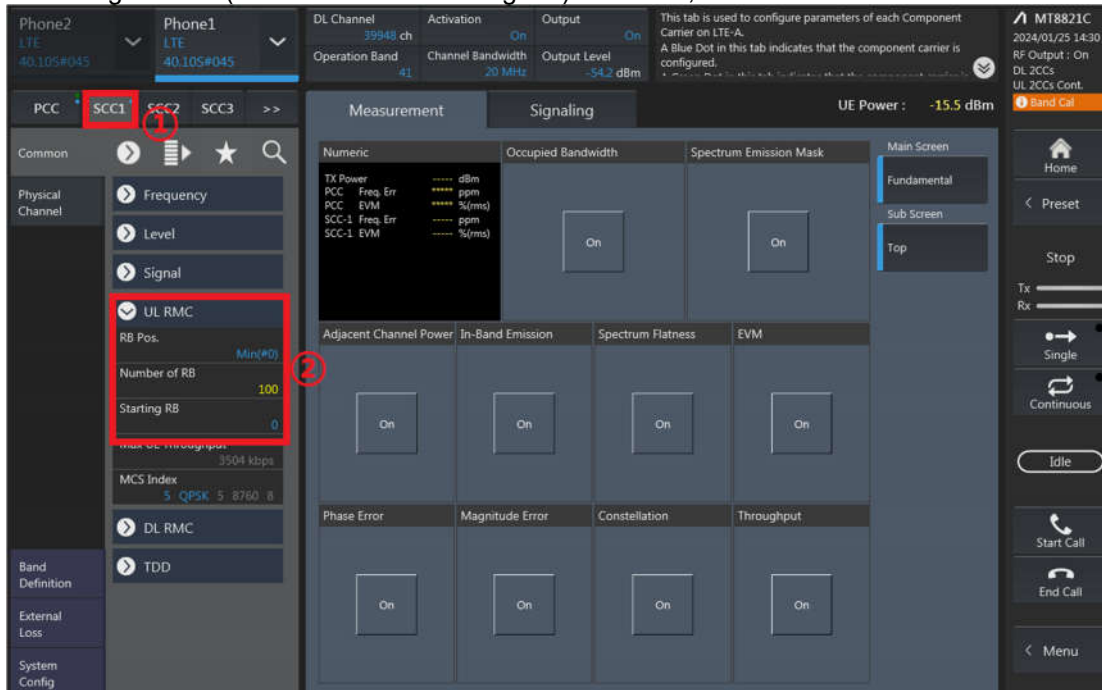 Phone2
LTE
40.10S#045
Phone1
LTE
40.10S#045
DL Channel
39948 ch
Activation
On
Output
On
Operation Band
41
Channel Bandwidth
20 MHz
Output Level
-54.2 dBm
This tab is used to configure parameters of each Component
Carrier on LTE-A.
A Blue Dot in this tab indicates that the component carrier is
configured.
MT8821C
2024/01/25 14:30
RF Output : On
DL 2CCs
UL 2CCs Cont.
Band Cal
PCC
SCC1
SCC2
SCC3
>>
①
Measurement
Signaling
UE Power : -15.5 dBm
Common
Physical
Channel
Frequency
Level
Signal
UL RMC
RB Pos.
Min(#0)
Number of RB
100
Starting RB
0
②
Max UL Throughput
3504 kbps
MCS Index
5 QPSK 5 8760 8
DL RMC
TDD
Band
Definition
External
Loss
System
Config
Numeric
TX Power ----- dBm
PCC Freq. Err ***** ppm
PCC EVM ***** %(rms)
SCC-1 Freq. Err ----- ppm
SCC-1 EVM ----- %(rms)
Occupied Bandwidth
On
Spectrum Emission Mask
On
Main Screen
Fundamental
Sub Screen
Top
Adjacent Channel Power
On
In-Band Emission
On
Spectrum Flatness
On
EVM
On
Phase Error
On
Magnitude Error
On
Constellation
On
Throughput
On
Home
< Preset
Stop
Tx
Rx
Single
Continuous
Idle
Start Call
End Call
< Menu